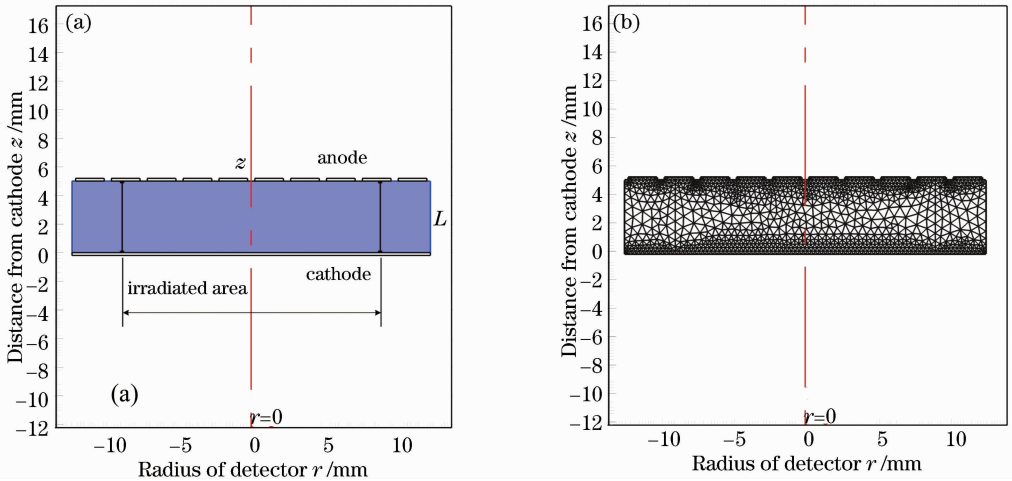 (a)
16
14
12
10
8
6
4
2
0
−2
−4
−6
−8
−10
−12
Distance from cathode z /mm
z
anode
L
cathode
irradiated area
(a)
r=0
−10 −5 0 5 10
Radius of detector r /mm
(b)
16
14
12
10
8
6
4
2
0
−2
−4
−6
−8
−10
−12
Distance from cathode z /mm
r=0
−10 −5 0 5 10
Radius of detector r /mm